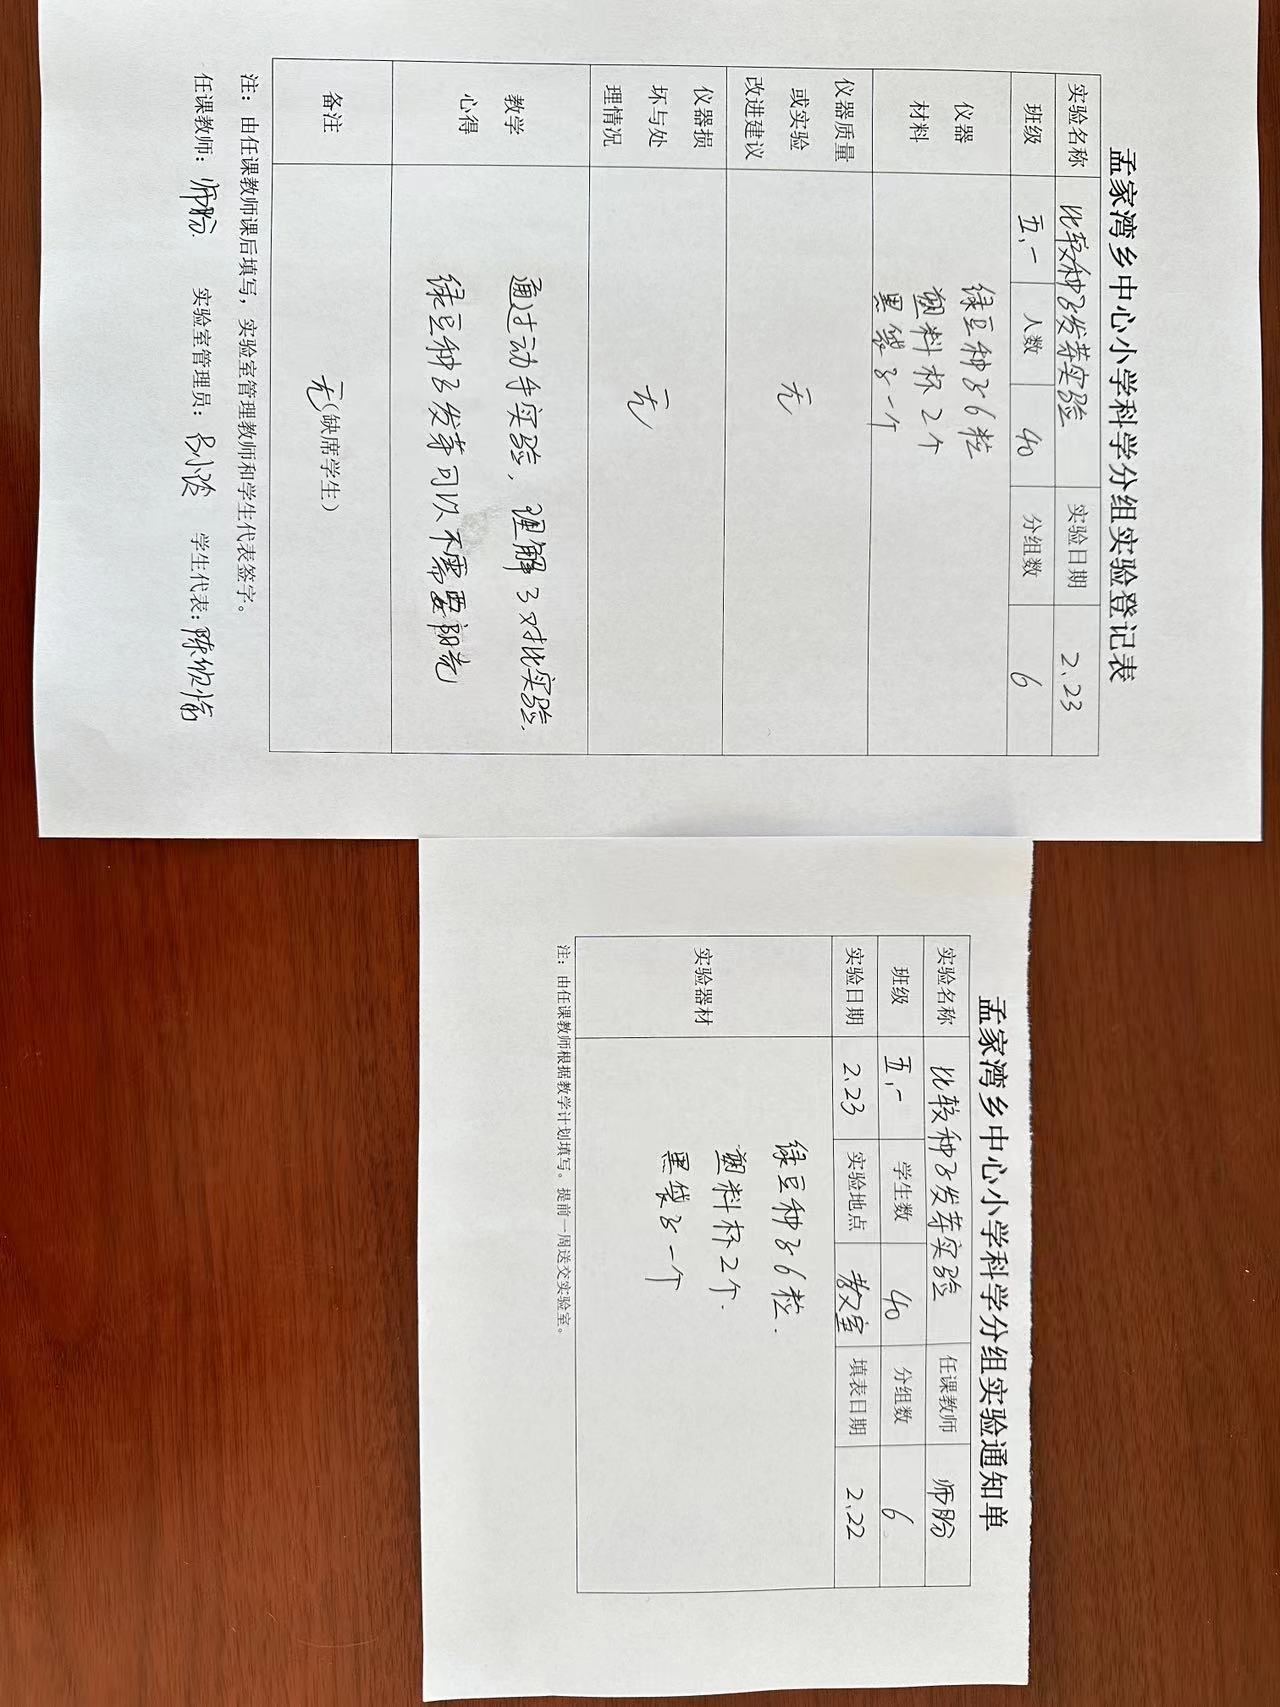 孟家湾乡中心小学科学分组实验登记表
实验名称 比较种子发芽实验 实验日期 2.23
班级 五,一 人数 40 分组数 6
仪器
材料
绿豆种子6粒
塑料杯2个
黑袋子一个
仪器质量
或实验
改进建议
无
仪器损
坏与处
理情况
无
教学
心得
通过动手实验,理解了对比实验,
绿豆种子发芽可以不需要阳光
备注
无(缺席学生)
注:由任课教师课后填写,实验室管理教师和学生代表签字。
任课教师:师盼 实验室管理员: 学生代表:陈
孟家湾乡中心小学科学分组实验通知单
实验名称 比较种子发芽实验 任课教师 师盼
班级 五,一 学生数 40 分组数 6
实验日期 2.23 实验地点 教室 填表日期 2.22
实验器材
绿豆种子6粒.
塑料杯2个.
黑袋子一个
注:由任课教师根据教学计划填写。提前一周送交实验室。